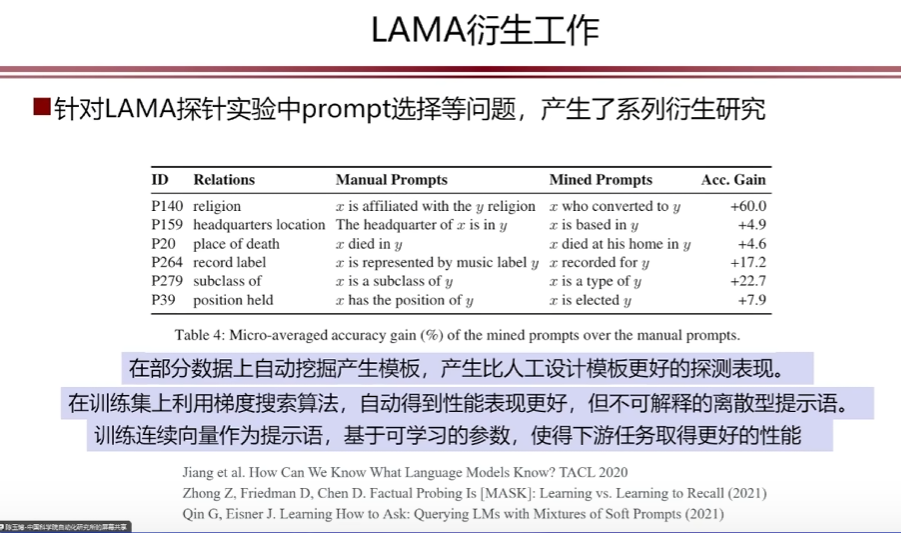 LAMA衍生工作
针对LAMA探针实验中prompt选择等问题，产生了系列衍生研究
ID Relations Manual Prompts Mined Prompts Acc. Gain
P140 religion x is affiliated with the y religion x who converted to y +60.0
P159 headquarters location The headquarter of x is in y x is based in y +4.9
P20 place of death x died in y x died at his home in y +4.6
P264 record label x is represented by music label y x recorded for y +17.2
P279 subclass of x is a subclass of y x is a type of y +22.7
P39 position held x has the position of y x is elected y +7.9
Table 4: Micro-averaged accuracy gain (%) of the mined prompts over the manual prompts.
在部分数据上自动挖掘产生模板，产生比人工设计模板更好的探测表现。
在训练集上利用梯度搜索算法，自动得到性能表现更好，但不可解释的离散型提示语。
训练连续向量作为提示语，基于可学习的参数，使得下游任务取得更好的性能
Jiang et al. How Can We Know What Language Models Know? TACL 2020
Zhong Z, Friedman D, Chen D. Factual Probing Is [MASK]: Learning vs. Learning to Recall (2021)
Qin G, Eisner J. Learning How to Ask: Querying LMs with Mixtures of Soft Prompts (2021)
陈玉博-中国科学院自动化研究所的屏幕共享